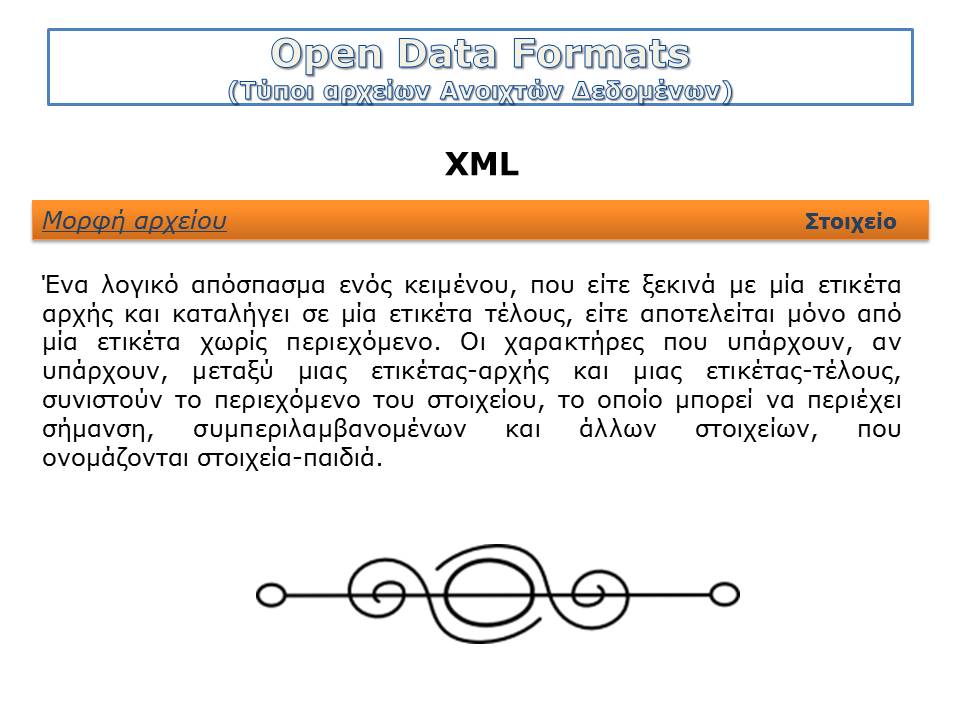 Open Data Formats
(Τύποι αρχείων Ανοιχτών Δεδομένων)
XML
Μορφή αρχείου Στοιχείο
Ένα λογικό απόσπασμα ενός κειμένου, που είτε ξεκινά με μία ετικέτα
αρχής και καταλήγει σε μία ετικέτα τέλους, είτε αποτελείται μόνο από
μία ετικέτα χωρίς περιεχόμενο. Οι χαρακτήρες που υπάρχουν, αν
υπάρχουν, μεταξύ μιας ετικέτας-αρχής και μιας ετικέτας-τέλους,
συνιστούν το περιεχόμενο του στοιχείου, το οποίο μπορεί να περιέχει
σήμανση, συμπεριλαμβανομένων και άλλων στοιχείων, που
ονομάζονται στοιχεία-παιδιά.